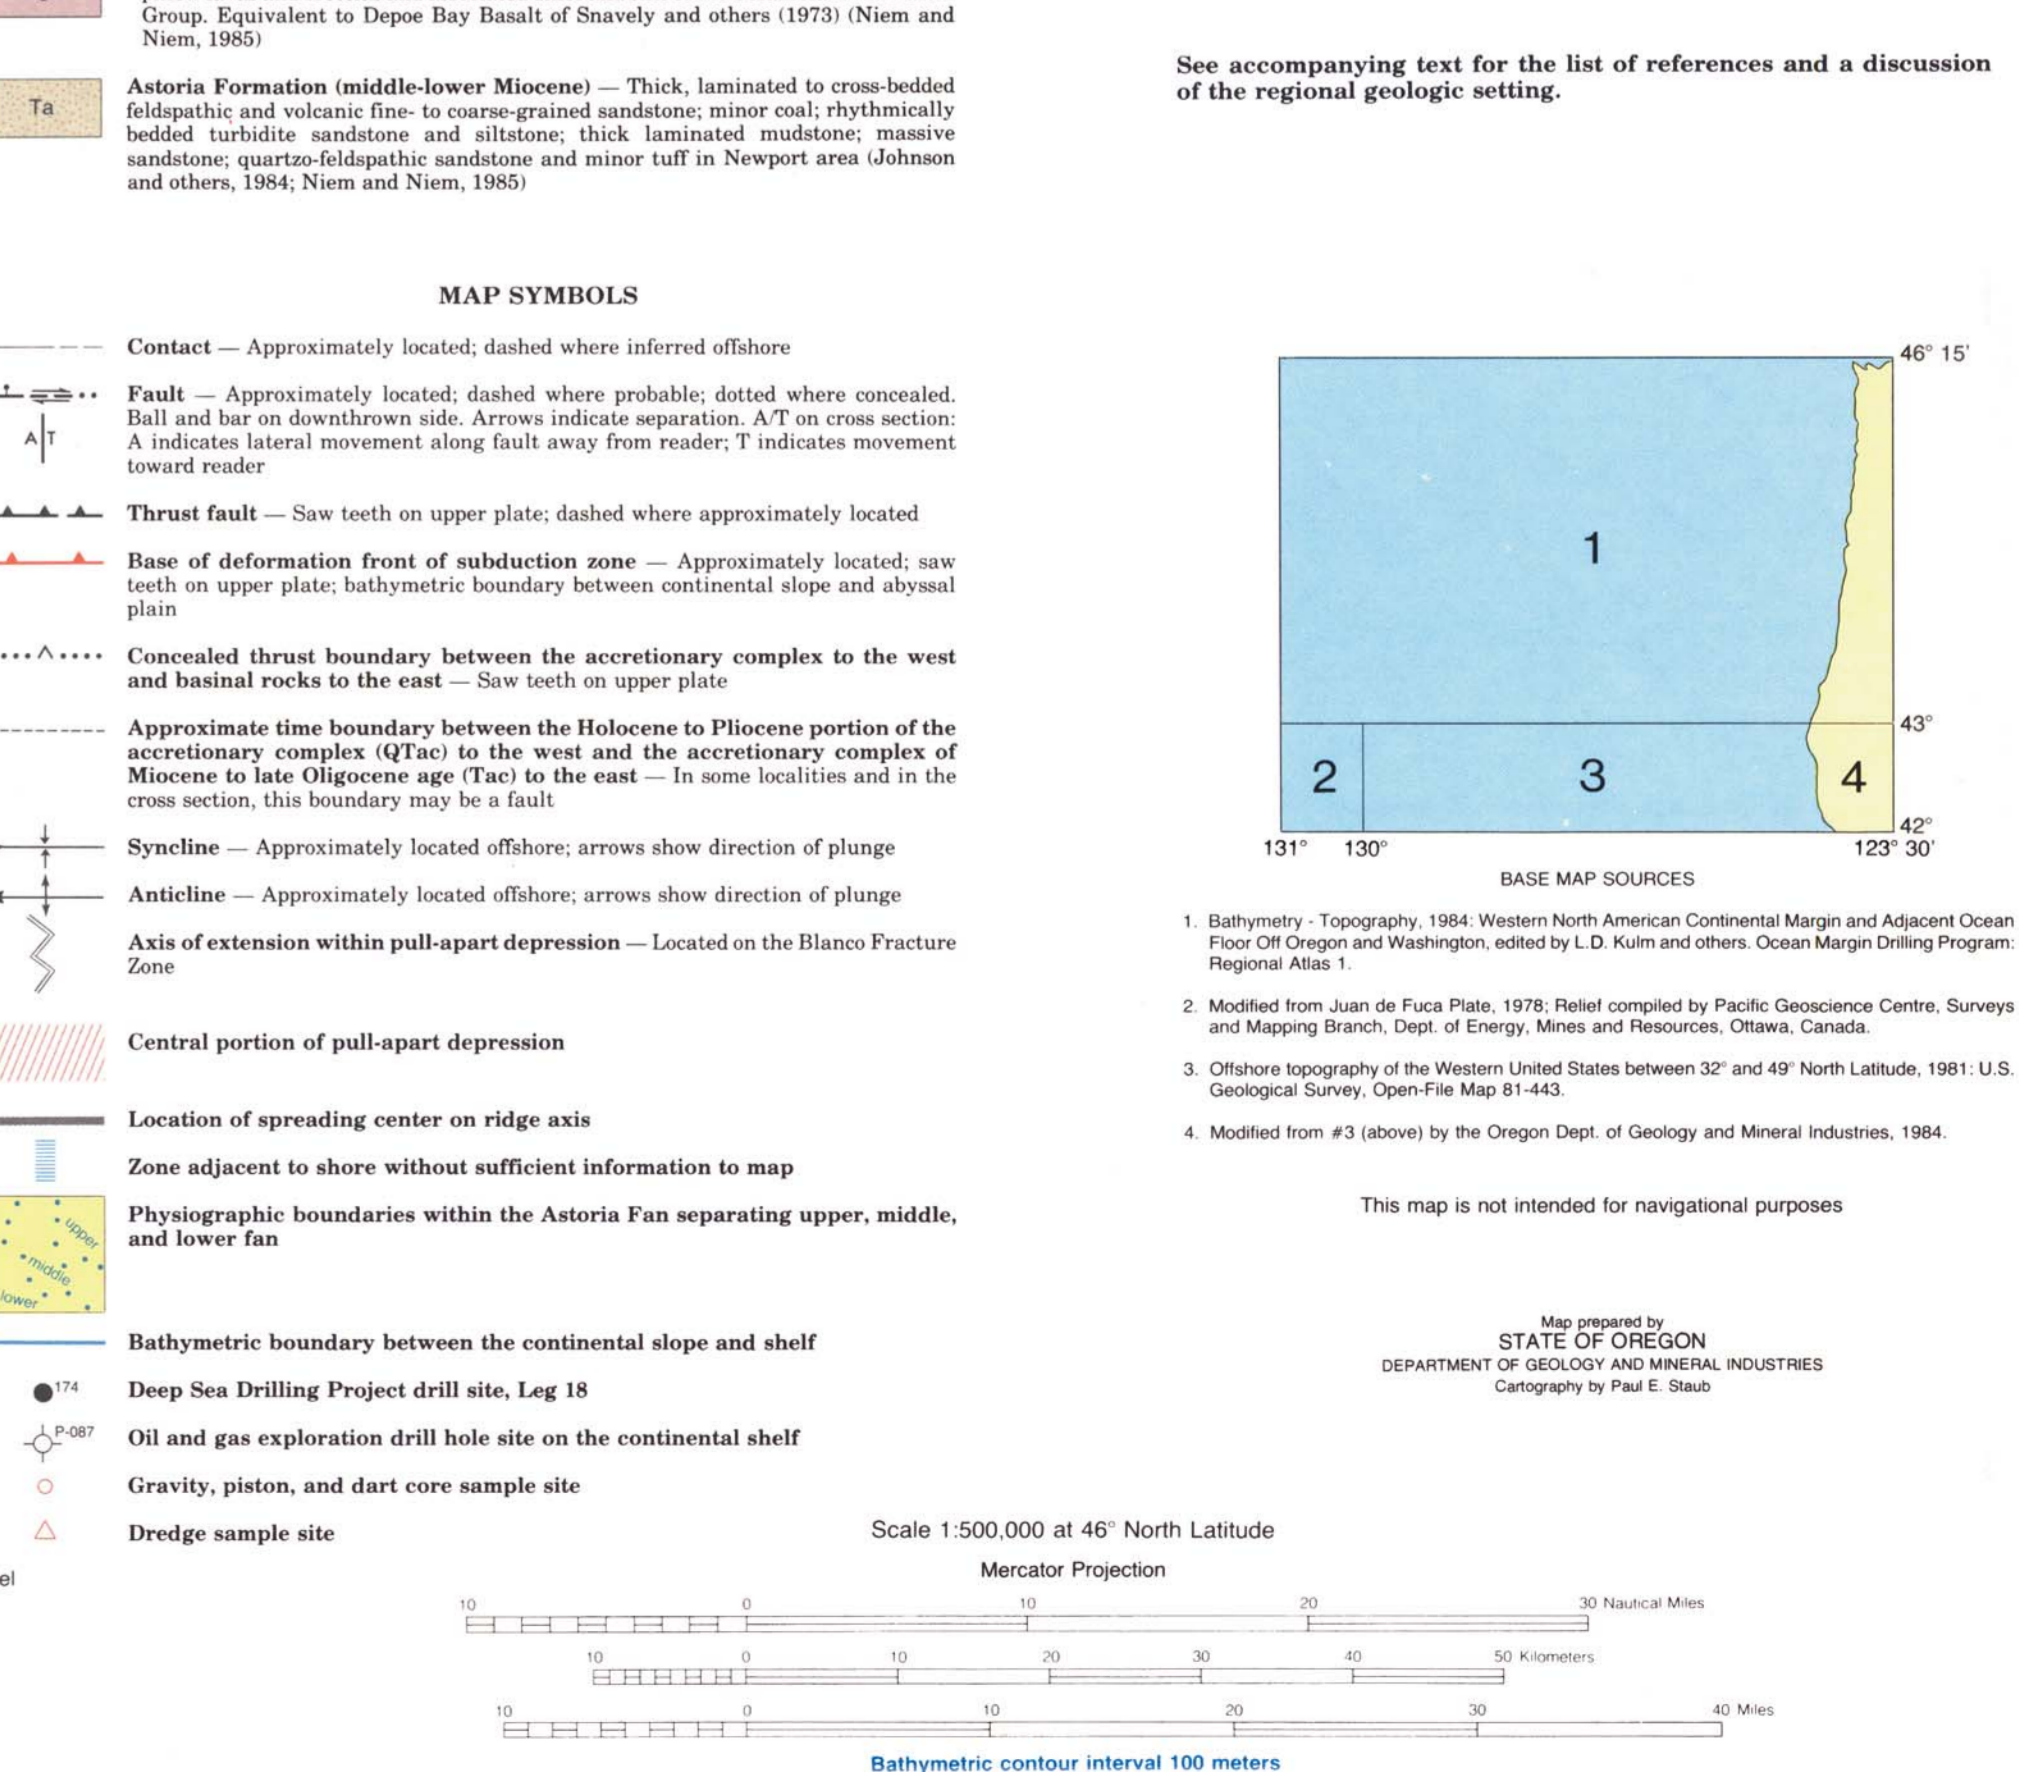 Group. Equivalent to Depoe Bay Basalt of Snavely and others (1973) (Niem and
Niem, 1985)
Ta
Astoria Formation (middle-lower Miocene) — Thick, laminated to cross-bedded
feldspathic and volcanic fine- to coarse-grained sandstone; minor coal; rhythmically
bedded turbidite sandstone and siltstone; thick laminated mudstone; massive
sandstone; quartzo-feldspathic sandstone and minor tuff in Newport area (Johnson
and others, 1984; Niem and Niem, 1985)
MAP SYMBOLS
Contact — Approximately located; dashed where inferred offshore
Fault — Approximately located; dashed where probable; dotted where concealed.
Ball and bar on downthrown side. Arrows indicate separation. A/T on cross section:
A indicates lateral movement along fault away from reader; T indicates movement
toward reader
A T
Thrust fault — Saw teeth on upper plate; dashed where approximately located
Base of deformation front of subduction zone — Approximately located; saw
teeth on upper plate; bathymetric boundary between continental slope and abyssal
plain
Concealed thrust boundary between the accretionary complex to the west
and basinal rocks to the east — Saw teeth on upper plate
Approximate time boundary between the Holocene to Pliocene portion of the
accretionary complex (QTac) to the west and the accretionary complex of
Miocene to late Oligocene age (Tac) to the east — In some localities and in the
cross section, this boundary may be a fault
Syncline — Approximately located offshore; arrows show direction of plunge
Anticline — Approximately located offshore; arrows show direction of plunge
Axis of extension within pull-apart depression — Located on the Blanco Fracture
Zone
Central portion of pull-apart depression
Location of spreading center on ridge axis
Zone adjacent to shore without sufficient information to map
Physiographic boundaries within the Astoria Fan separating upper, middle,
and lower fan
upper
middle
lower
Bathymetric boundary between the continental slope and shelf
174
Deep Sea Drilling Project drill site, Leg 18
P-087
Oil and gas exploration drill hole site on the continental shelf
Gravity, piston, and dart core sample site
Dredge sample site
el
See accompanying text for the list of references and a discussion
of the regional geologic setting.
46° 15'
1
43°
2
3
4
42°
131° 130° 123° 30'
BASE MAP SOURCES
1. Bathymetry - Topography, 1984: Western North American Continental Margin and Adjacent Ocean
Floor Off Oregon and Washington, edited by L.D. Kulm and others. Ocean Margin Drilling Program:
Regional Atlas 1.
2. Modified from Juan de Fuca Plate, 1978; Relief compiled by Pacific Geoscience Centre, Surveys
and Mapping Branch, Dept. of Energy, Mines and Resources, Ottawa, Canada.
3. Offshore topography of the Western United States between 32° and 49° North Latitude, 1981: U.S.
Geological Survey, Open-File Map 81-443.
4. Modified from #3 (above) by the Oregon Dept. of Geology and Mineral Industries, 1984.
This map is not intended for navigational purposes
Map prepared by
STATE OF OREGON
DEPARTMENT OF GEOLOGY AND MINERAL INDUSTRIES
Cartography by Paul E. Staub
Scale 1:500,000 at 46° North Latitude
Mercator Projection
10 0 10 20 30 Nautical Miles
10 0 10 20 30 40 50 Kilometers
10 0 10 20 30 40 Miles
Bathymetric contour interval 100 meters